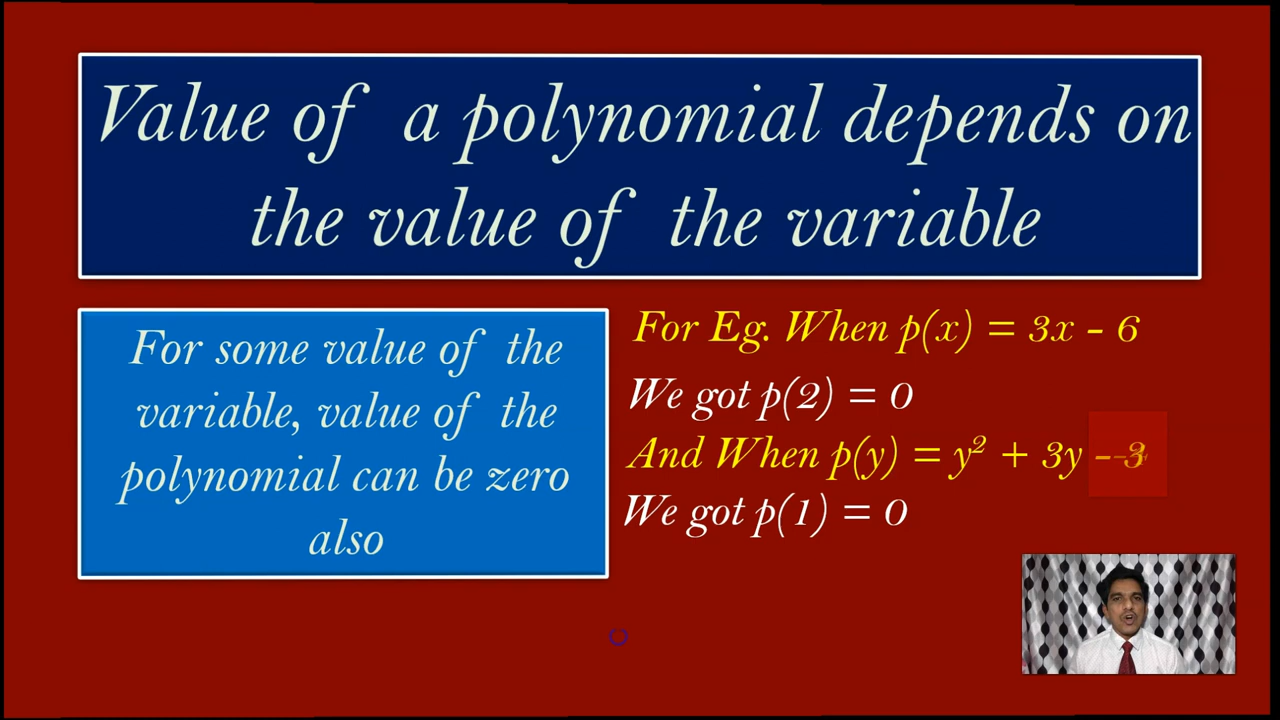 Value of a polynomial depends on
the value of the variable
For some value of the
variable, value of the
polynomial can be zero
also
For Eg. When p(x) = 3x - 6
We got p(2) = 0
And When p(y) = y² + 3y -
We got p(1) = 0